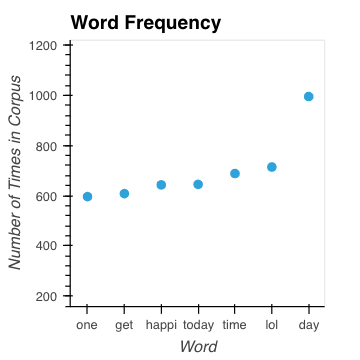 Word Frequency
Number of Times in Corpus
1200
1000
800
600
400
200
one get happi today time lol day
Word